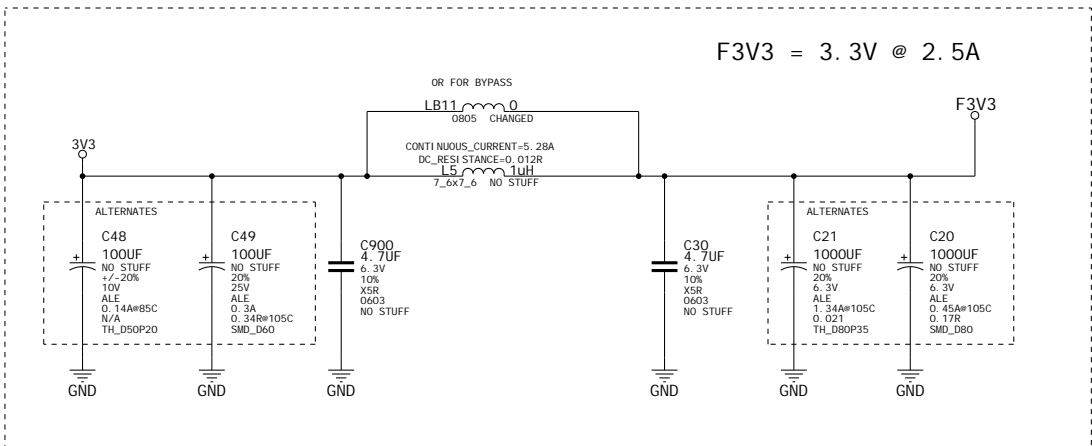 F3V3 = 3.3V @ 2.5A
OR FOR BYPASS
LB11 0
0805 CHANGED
F3V3
3V3
CONTINUOUS_CURRENT=5.28A
DC_RESISTANCE=0.012R
L5 1uH
7_6x7_6 NO STUFF
ALTERNATES
C48
100UF
NO STUFF
+/-20%
10V
ALE
0.14A@85C
N/A
TH_D50P20
C49
100UF
NO STUFF
20%
25V
ALE
0.3A
0.34R@105C
SMD_D60
C900
4.7UF
6.3V
10%
X5R
0603
NO STUFF
C30
4.7UF
6.3V
10%
X5R
0603
NO STUFF
ALTERNATES
C21
1000UF
NO STUFF
20%
6.3V
ALE
1.34A@105C
0.021
TH_D80P35
C20
1000UF
NO STUFF
20%
6.3V
ALE
0.45A@105C
0.17R
SMD_D80
GND
GND
GND
GND
GND
GND